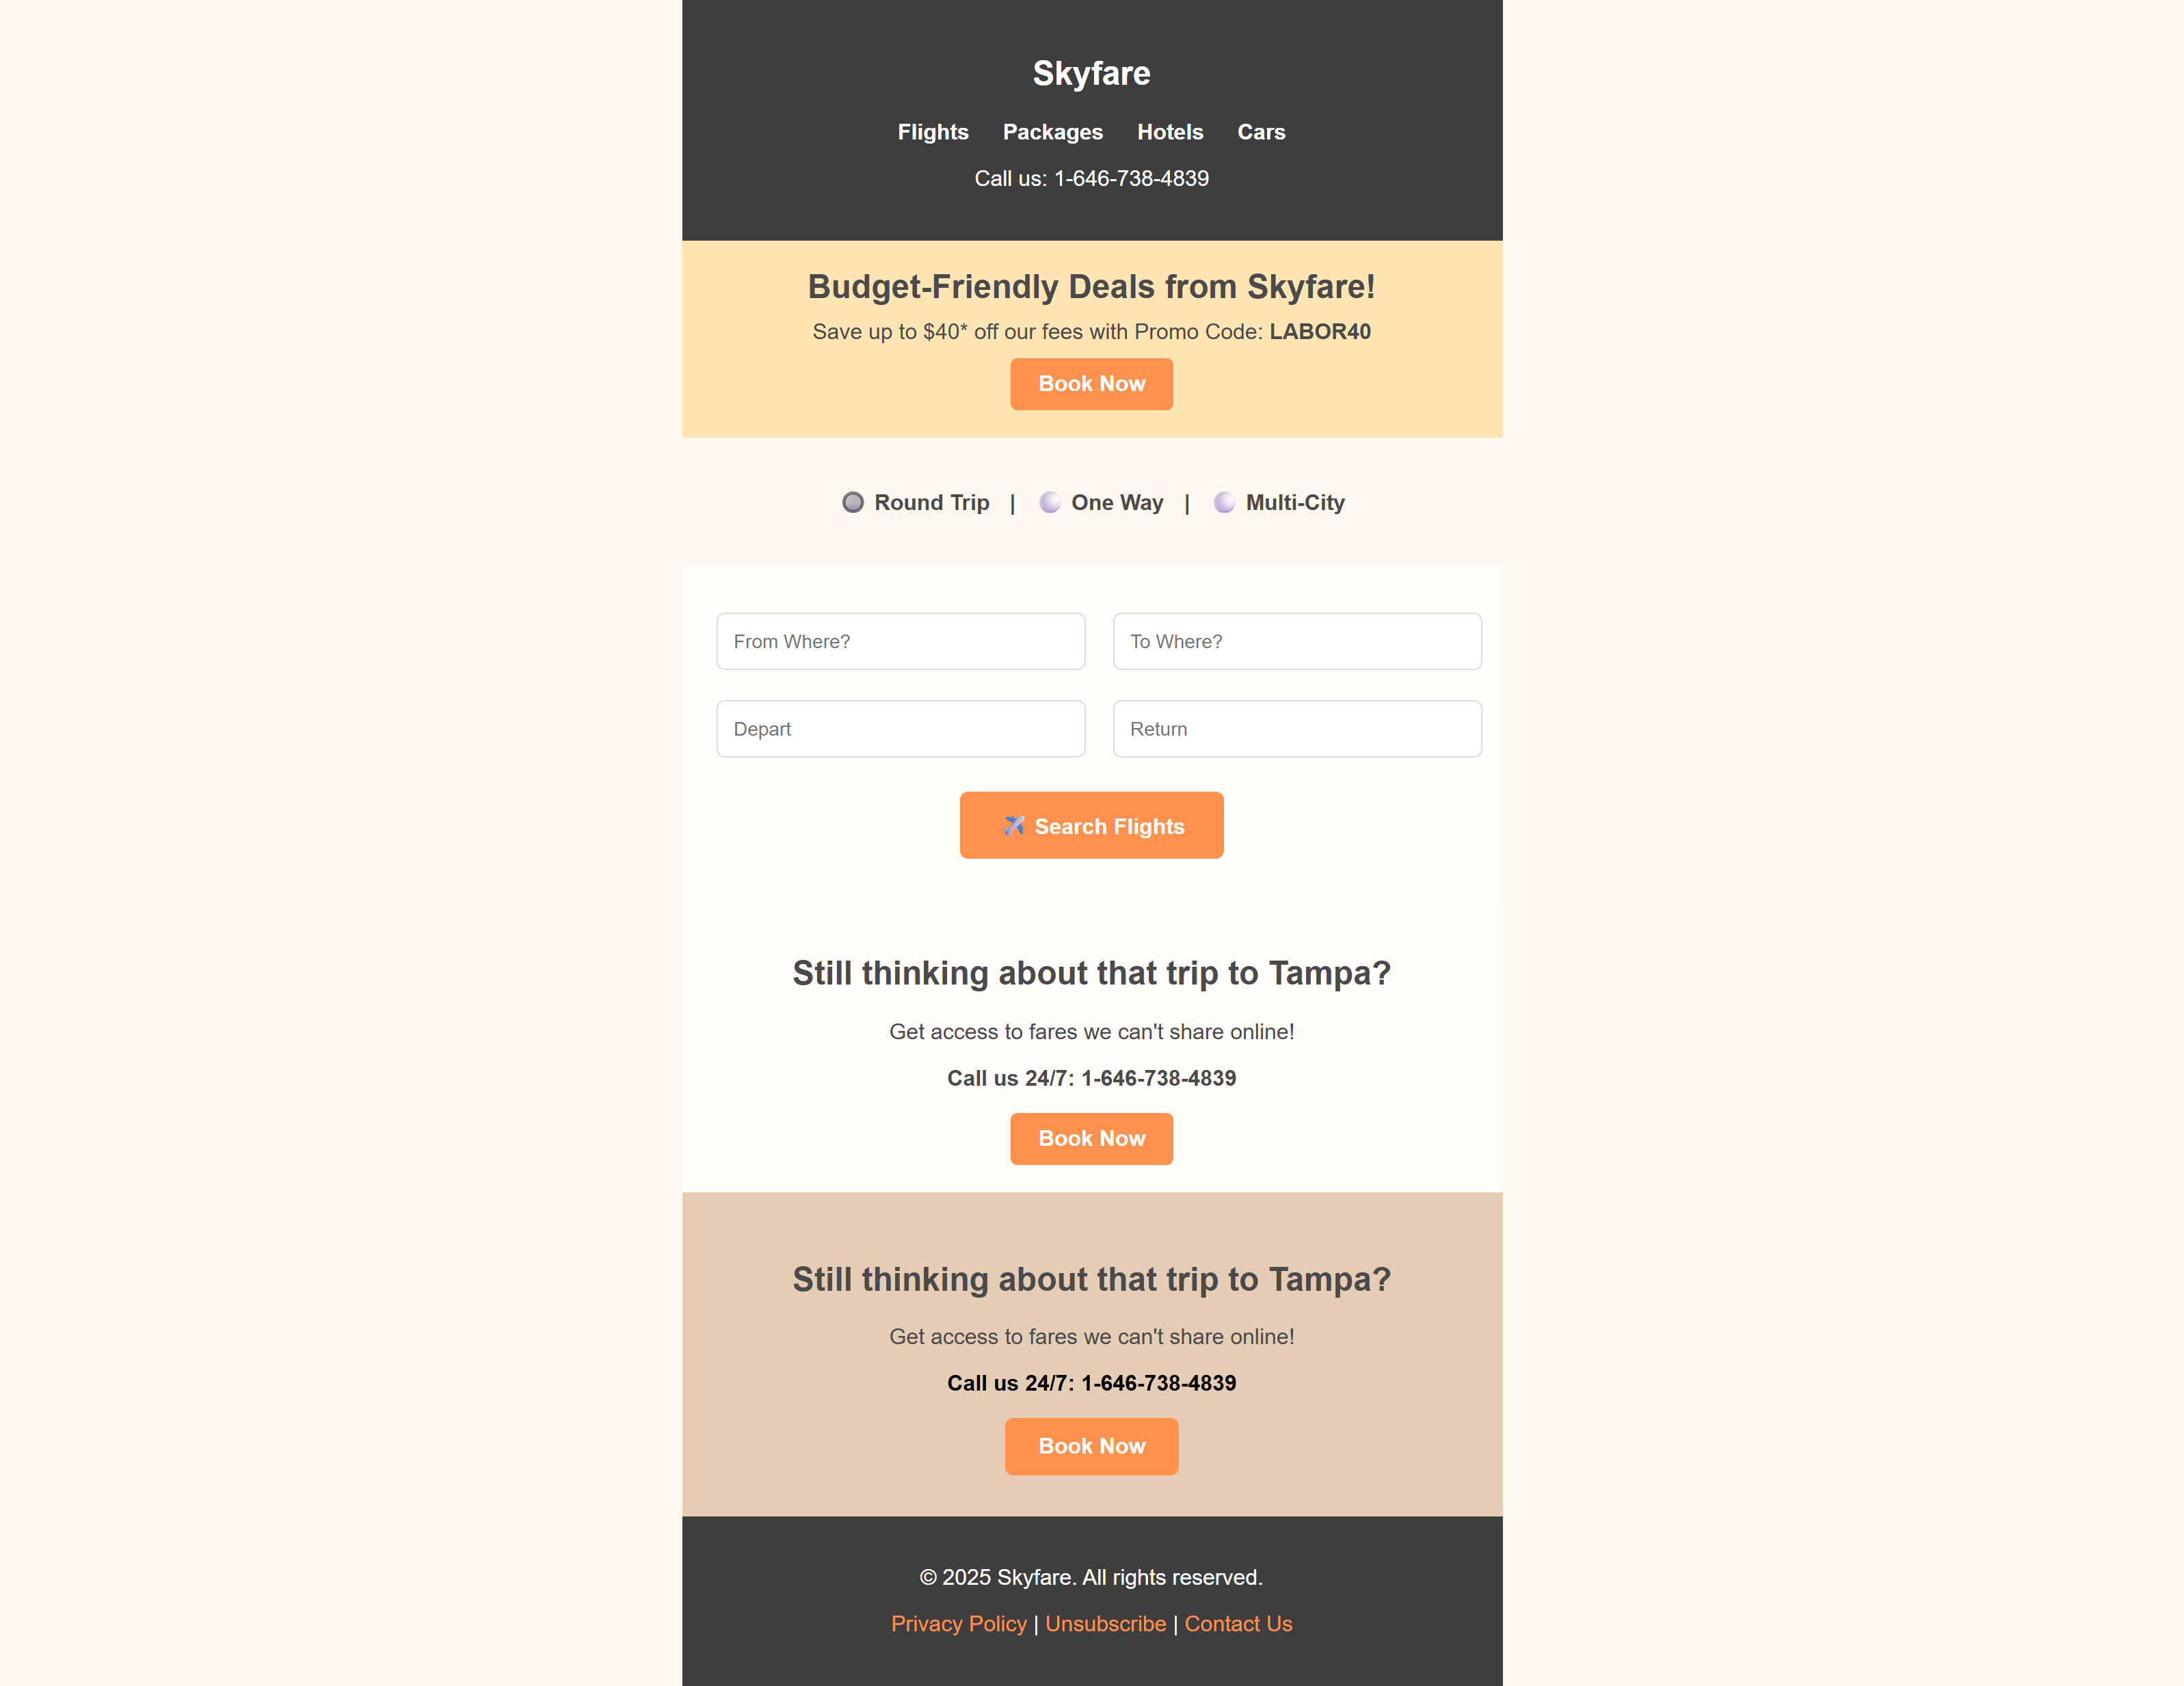 Skyfare
Flights Packages Hotels Cars
Call us: 1-646-738-4839
Budget-Friendly Deals from Skyfare!
Save up to $40* off our fees with Promo Code: LABOR40
Book Now
Round Trip | One Way | Multi-City
From Where? To Where?
Depart Return
Search Flights
Still thinking about that trip to Tampa?
Get access to fares we can't share online!
Call us 24/7: 1-646-738-4839
Book Now
Still thinking about that trip to Tampa?
Get access to fares we can't share online!
Call us 24/7: 1-646-738-4839
Book Now
© 2025 Skyfare. All rights reserved.
Privacy Policy | Unsubscribe | Contact Us